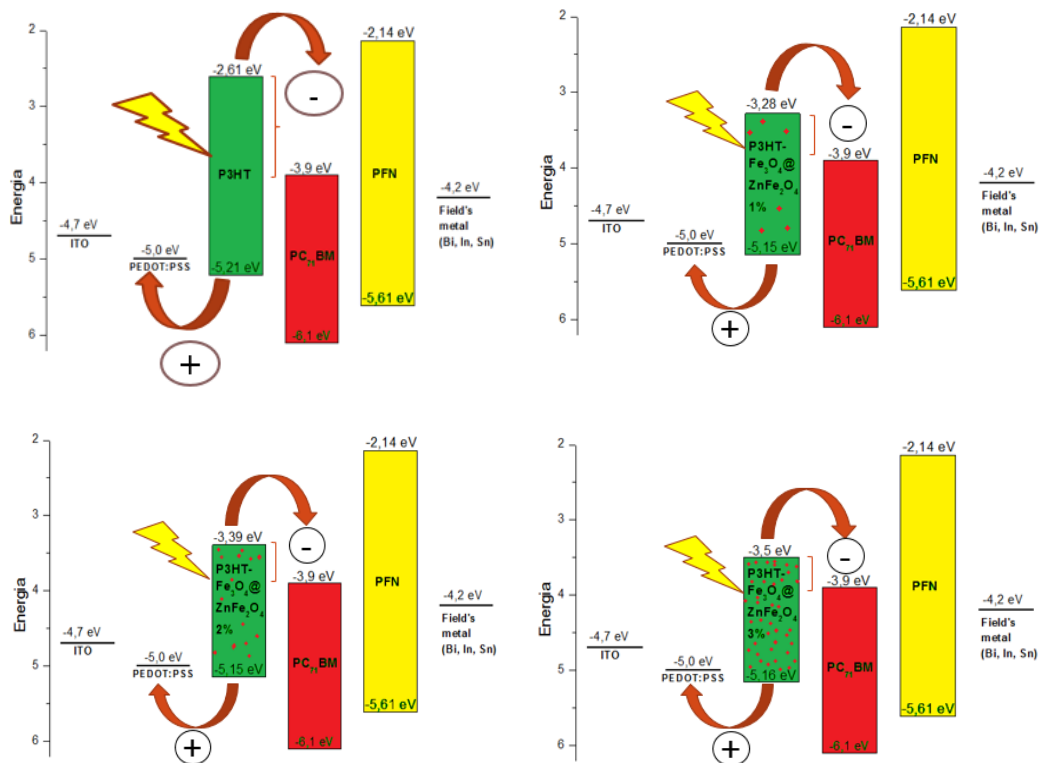 2
3
4
5
6
Energia
-4,7 eV
ITO
-5,0 eV
PEDOT:PSS
-2,61 eV
P3HT
-5,21 eV
+
-
-3,9 eV
PC₇₁BM
-6.1 eV
-2,14 eV
PFN
-5,61 eV
-4,2 eV
Field's
metal
(Bi, In, Sn)
2
3
4
5
6
Energia
-4,7 eV
ITO
-5,0 eV
PEDOT:PSS
-3,28 eV
P3HT-
Fe₃O₄@
ZnFe₂O₄
1%
-5,15 eV
+
-
-3,9 eV
PC₇₁BM
-6.1 eV
-2,14 eV
PFN
-5,61 eV
-4,2 eV
Field's
metal
(Bi, In, Sn)
2
3
4
5
6
Energia
-4,7 eV
ITO
-5,0 eV
PEDOT:PSS
-3,39 eV
P3HT-
Fe₃O₄@
ZnFe₂O₄
2%
-5,15 eV
+
-
-3,9 eV
PC₇₁BM
-6.1 eV
-2,14 eV
PFN
-5,61 eV
-4,2 eV
Field's
metal
(Bi, In, Sn)
2
3
4
5
6
Energia
-4,7 eV
ITO
-5,0 eV
PEDOT:PSS
-3,5 eV
P3HT-
Fe₃O₄@
ZnFe₂O₄
3%
-5,16 eV
+
-
-3,9 eV
PC₇₁BM
-6.1 eV
-2,14 eV
PFN
-5,61 eV
-4,2 eV
Field's
metal
(Bi, In, Sn)